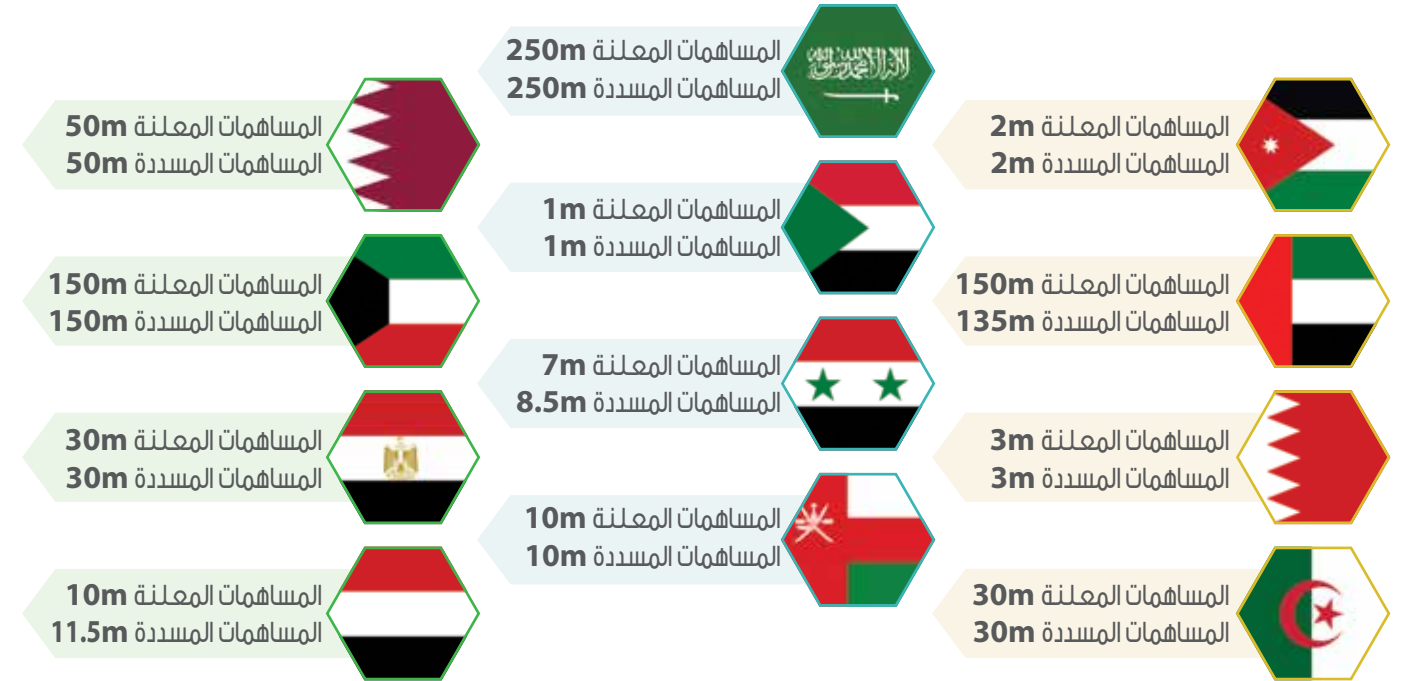 المساهمات المعلنة 2m
المساهمات المسددة 2m
المساهمات المعلنة 150m
المساهمات المسددة 135m
المساهمات المعلنة 3m
المساهمات المسددة 3m
المساهمات المعلنة 30m
المساهمات المسددة 30m
المساهمات المعلنة 250m
المساهمات المسددة 250m
المساهمات المعلنة 1m
المساهمات المسددة 1m
المساهمات المعلنة 7m
المساهمات المسددة 8.5m
المساهمات المعلنة 10m
المساهمات المسددة 10m
المساهمات المعلنة 50m
المساهمات المسددة 50m
المساهمات المعلنة 150m
المساهمات المسددة 150m
المساهمات المعلنة 30m
المساهمات المسددة 30m
المساهمات المعلنة 10m
المساهمات المسددة 11.5m